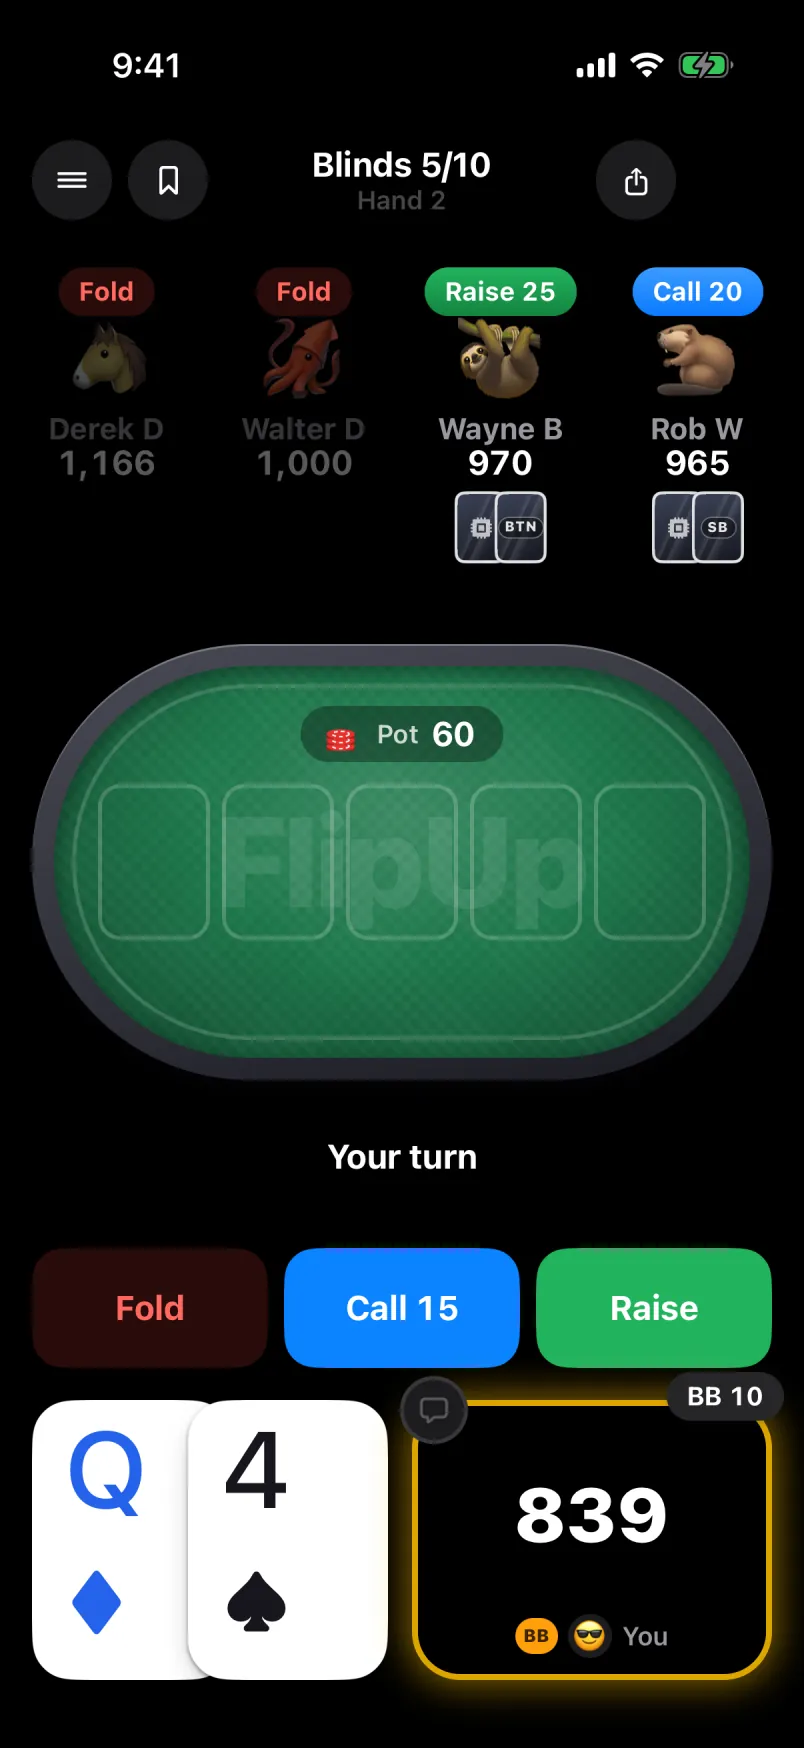 9:41
Blinds 5/10
Hand 2
Fold
Fold
Raise 25
Call 20
Derek D
Walter D
Wayne B
Rob W
1,166
1,000
970
965
BTN
SB
Pot 60
FlipUp
Your turn
Fold
Call 15
Raise
BB 10
Q
4
839
BB
You